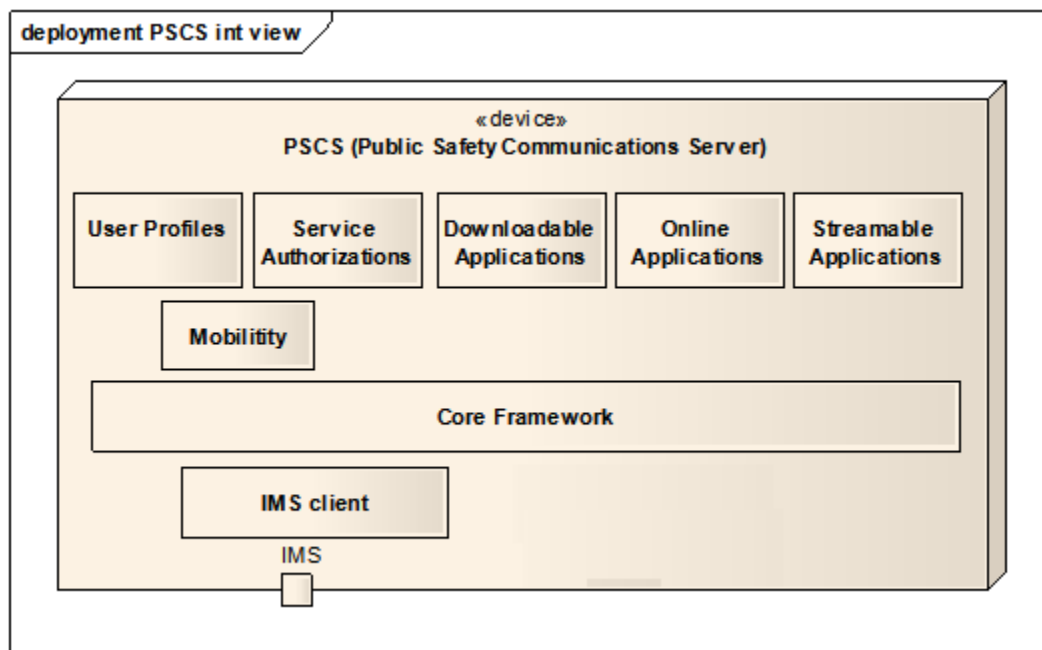 deployment PSCS int view
«device»
PSCS (Public Safety Communications Server)
User Profiles
Service
Authorizations
Downloadable
Applications
Online
Applications
Streamable
Applications
Mobilitity
Core Framework
IMS client
IMS